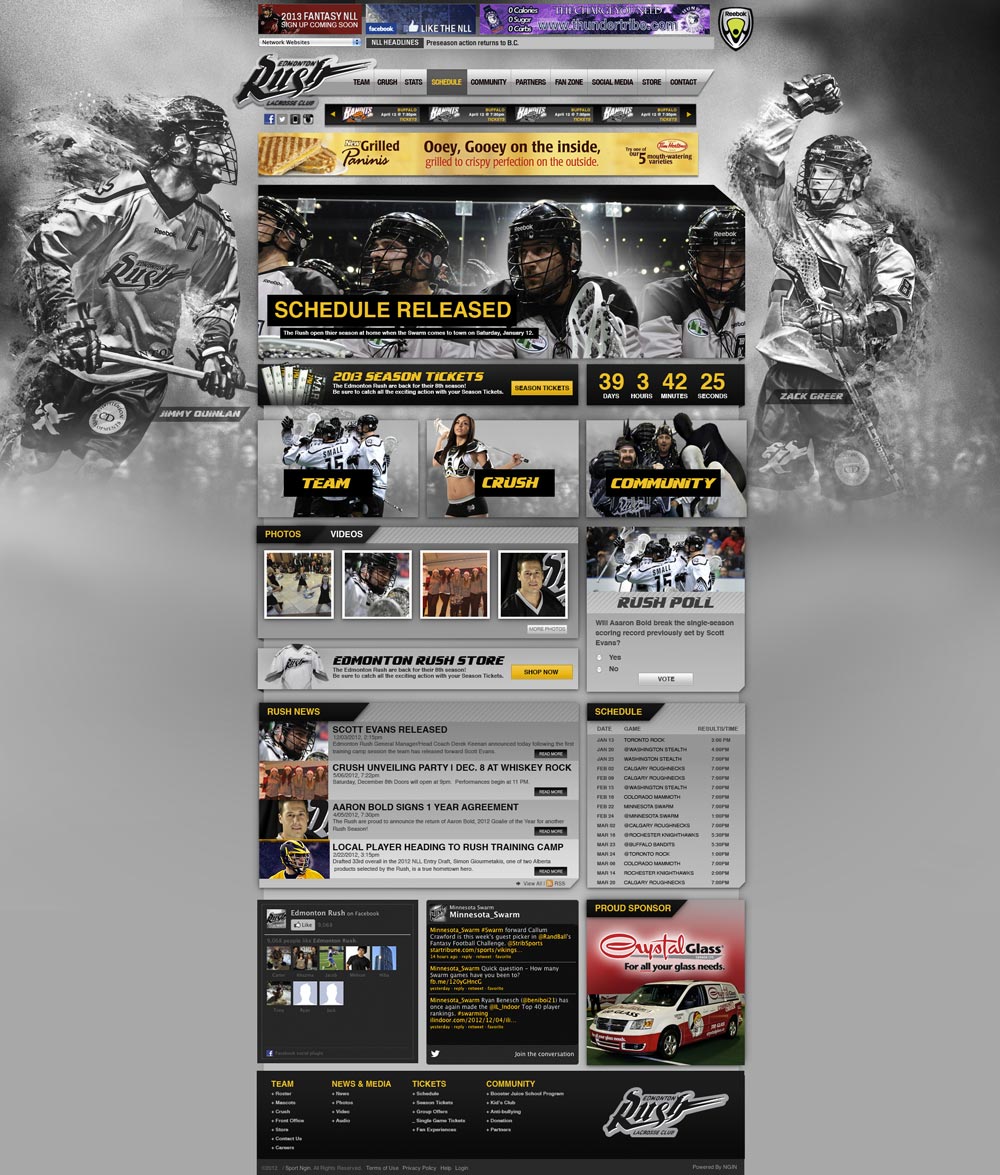 2013 FANTASY NLL
SIGN UP COMING SOON
facebook
LIKE THE NLL
0 Calories
0 Sugar
0 Carbs
THE CHARGE YOU NEED
www.thundertribe.com
Reebok
Network Websites
NLL HEADLINES
Preseason action returns to B.C.
EDMONTON
Rush
LACROSSE CLUB
TEAM CRUSH STATS SCHEDULE COMMUNITY PARTNERS FAN ZONE SOCIAL MEDIA STORE CONTACT
BANDITS BUFFALO April 12 @ 7:30pm TICKETS
BANDITS BUFFALO April 12 @ 7:30pm TICKETS
BANDITS BUFFALO April 12 @ 7:30pm TICKETS
BANDITS BUFFALO April 12 @ 7:30pm TICKETS
New Grilled
Paninis
Ooey, Gooey on the inside,
grilled to crispy perfection on the outside.
Try one of
our 5 mouth-watering
varieties
Tim Hortons
Reebok
C
Rush
JIMMY QUINLAN
ZACK GREER
Reebok
Reebok
SCHEDULE RELEASED
The Rush open thier season at home when the Swarm comes to town on Saturday, January 12.
2013 SEASON TICKETS
The Edmonton Rush are back for their 8th season!
Be sure to catch all the exciting action with your Season Tickets.
SEASON TICKETS
39 3 42 25
DAYS HOURS MINUTES SECONDS
SMALL
15
TEAM
CRUSH
COMMUNITY
PHOTOS VIDEOS
MORE PHOTOS
SMALL
15
RUSH POLL
Will Aaaron Bold break the single-season
scoring record previously set by Scott
Evans?
Yes
No
VOTE
EDMONTON RUSH STORE
The Edmonton Rush are back for their 8th season!
Be sure to catch all the exciting action with your Season Tickets.
SHOP NOW
RUSH NEWS
SCOTT EVANS RELEASED
12/03/2012, 2:15pm
Edmonton Rush General Manager/Head Coach Derek Keenan announced today following the first
training camp session the team has released forward Scott Evans.
READ MORE
CRUSH UNVEILING PARTY I DEC. 8 AT WHISKEY ROCK
5/06/2012, 7:22pm
Saturday, December 8th Doors will open at 9pm. Performances begin at 11 PM.
READ MORE
AARON BOLD SIGNS 1 YEAR AGREEMENT
4/05/2012, 7:30pm
The Rush are proud to announce the return of Aaron Bold, 2012 Goalie of the Year for another
Rush Season!
READ MORE
LOCAL PLAYER HEADING TO RUSH TRAINING CAMP
2/22/2012, 3:15pm
Drafted 33rd overall in the 2012 NLL Entry Draft, Simon Giourmetakis, one of two Alberta
products selected by the Rush, is a true hometown hero.
READ MORE
View All | RSS
SCHEDULE
DATE GAME RESULTS/TIME
JAN 13 TORONTO ROCK 3:05 PM
JAN 20 @WASHINGTON STEALTH 4:00PM
JAN 25 WASHINGTON STEALTH 7:00PM
FEB 02 CALGARY ROUGHNECKS 7:00PM
FEB 09 CALGARY ROUGHNECKS 7:00PM
FEB 15 @WASHINGTON STEALTH 7:00PM
FEB 16 COLORADO MAMMOTH 7:00PM
FEB 22 MINNESOTA SWARM 7:00PM
FEB 24 @MINNESOTA SWARM 1:00PM
MAR 02 @CALGARY ROUGHNECKS 7:00PM
MAR 16 @ROCHESTER KNIGHTHAWKS 5:30PM
MAR 23 @BUFFALO BANDITS 5:30PM
MAR 24 @TORONTO ROCK 1:00PM
MAR 08 COLORADO MAMMOTH 7:00PM
MAR 14 ROCHESTER KNIGHTHAWKS 2:00PM
MAR 20 CALGARY ROUGHNECKS 7:00PM
Edmonton Rush on Facebook
Like 5,068
5,068 people like Edmonton Rush
Facebook social plugin
Minnesota Swarm
Minnesota_Swarm
Minnesota_Swarm #Swarm forward Callum
Crawford is this week's guest picker in @RandBall's
Fantasy Football Challenge. @StribSports
startribune.com/sports/vikings...
14 hours ago · reply · retweet · favorite
Minnesota_Swarm Quick question - How many
Swarm games have you been to?
fb.me/120yGHncG
yesterday · reply · retweet · favorite
Minnesota_Swarm Ryan Benesch (@beniboi21) has
once again made the @IL_Indoor Top 40 player
rankings. #swarming
ilindoor.com/2012/12/04/ili...
yesterday · reply · retweet · favorite
Join the conversation
PROUD SPONSOR
Crystal Glass
For all your glass needs.
TEAM
+ Roster
+ Mascots
+ Crush
+ Front Office
+ Store
+ Contact Us
+ Careers
NEWS & MEDIA
+ News
+ Photos
+ Video
+ Audio
TICKETS
+ Schedule
+ Season Tickets
+ Group Offers
_ Single Game Tickets
+ Fan Experiences
COMMUNITY
+ Booster Juice School Program
+ Kid's Club
+ Anti-bullying
+ Donation
+ Partners
EDMONTON
Rush
LACROSSE CLUB
©2012 / Sport Ngin. All Rights Reserved. Terms of Use Privacy Policy Help Login
Powered By NGIN